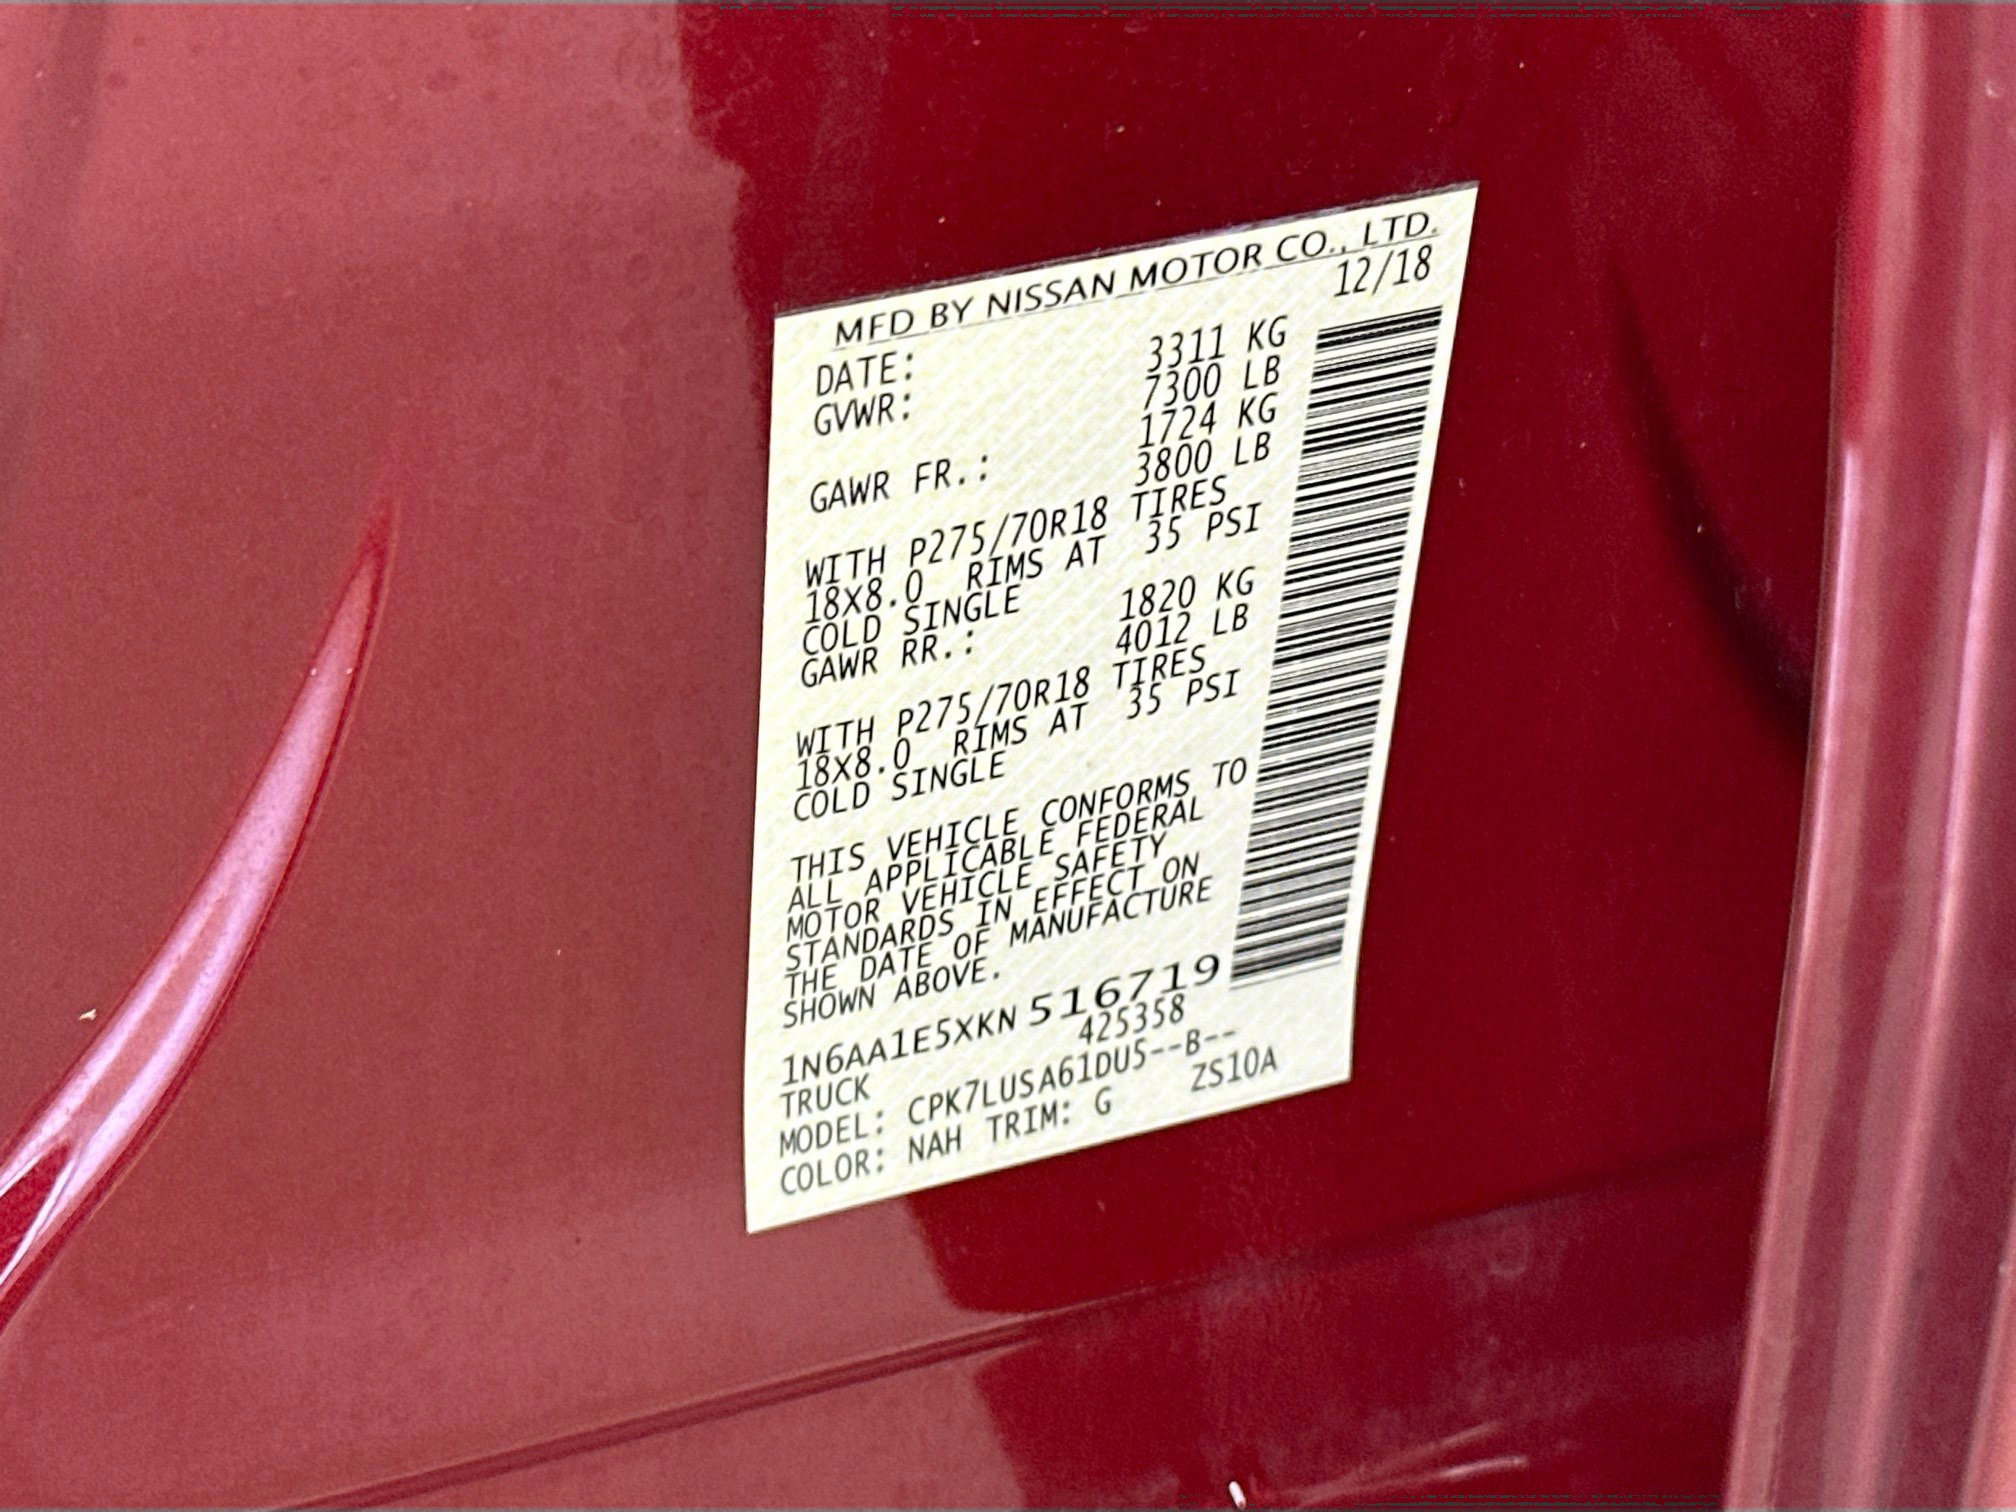 MFD BY NISSAN MOTOR CO., LTD.
DATE: 12/18
GVWR: 3311 KG
7300 LB
GAWR FR.: 1724 KG
3800 LB
WITH P275/70R18 TIRES
18X8.0 RIMS AT 35 PSI
COLD SINGLE
GAWR RR.: 1820 KG
4012 LB
WITH P275/70R18 TIRES
18X8.0 RIMS AT 35 PSI
COLD SINGLE
THIS VEHICLE CONFORMS TO
ALL APPLICABLE FEDERAL
MOTOR VEHICLE SAFETY
STANDARDS IN EFFECT ON
THE DATE OF MANUFACTURE
SHOWN ABOVE.
1N6AA1E5XKN516719
TRUCK 425358
MODEL: CPK7LUSA61DU5--B--
COLOR: NAH TRIM: G ZS10A